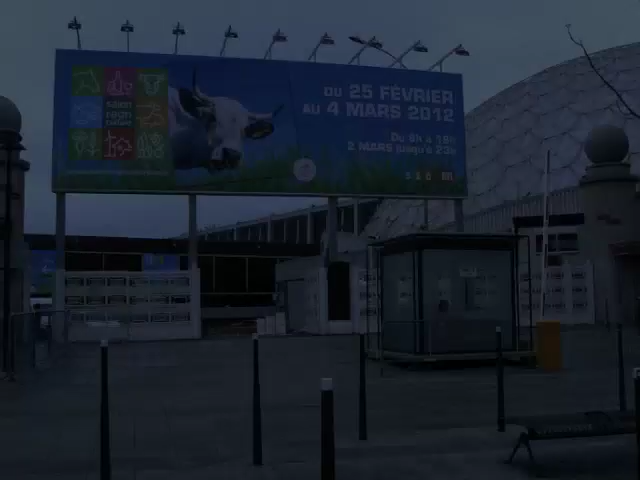 DU 25 FÉVRIER
AU 4 MARS 2012
Du 9h à 19h
2 MARS jusqu'à 23h